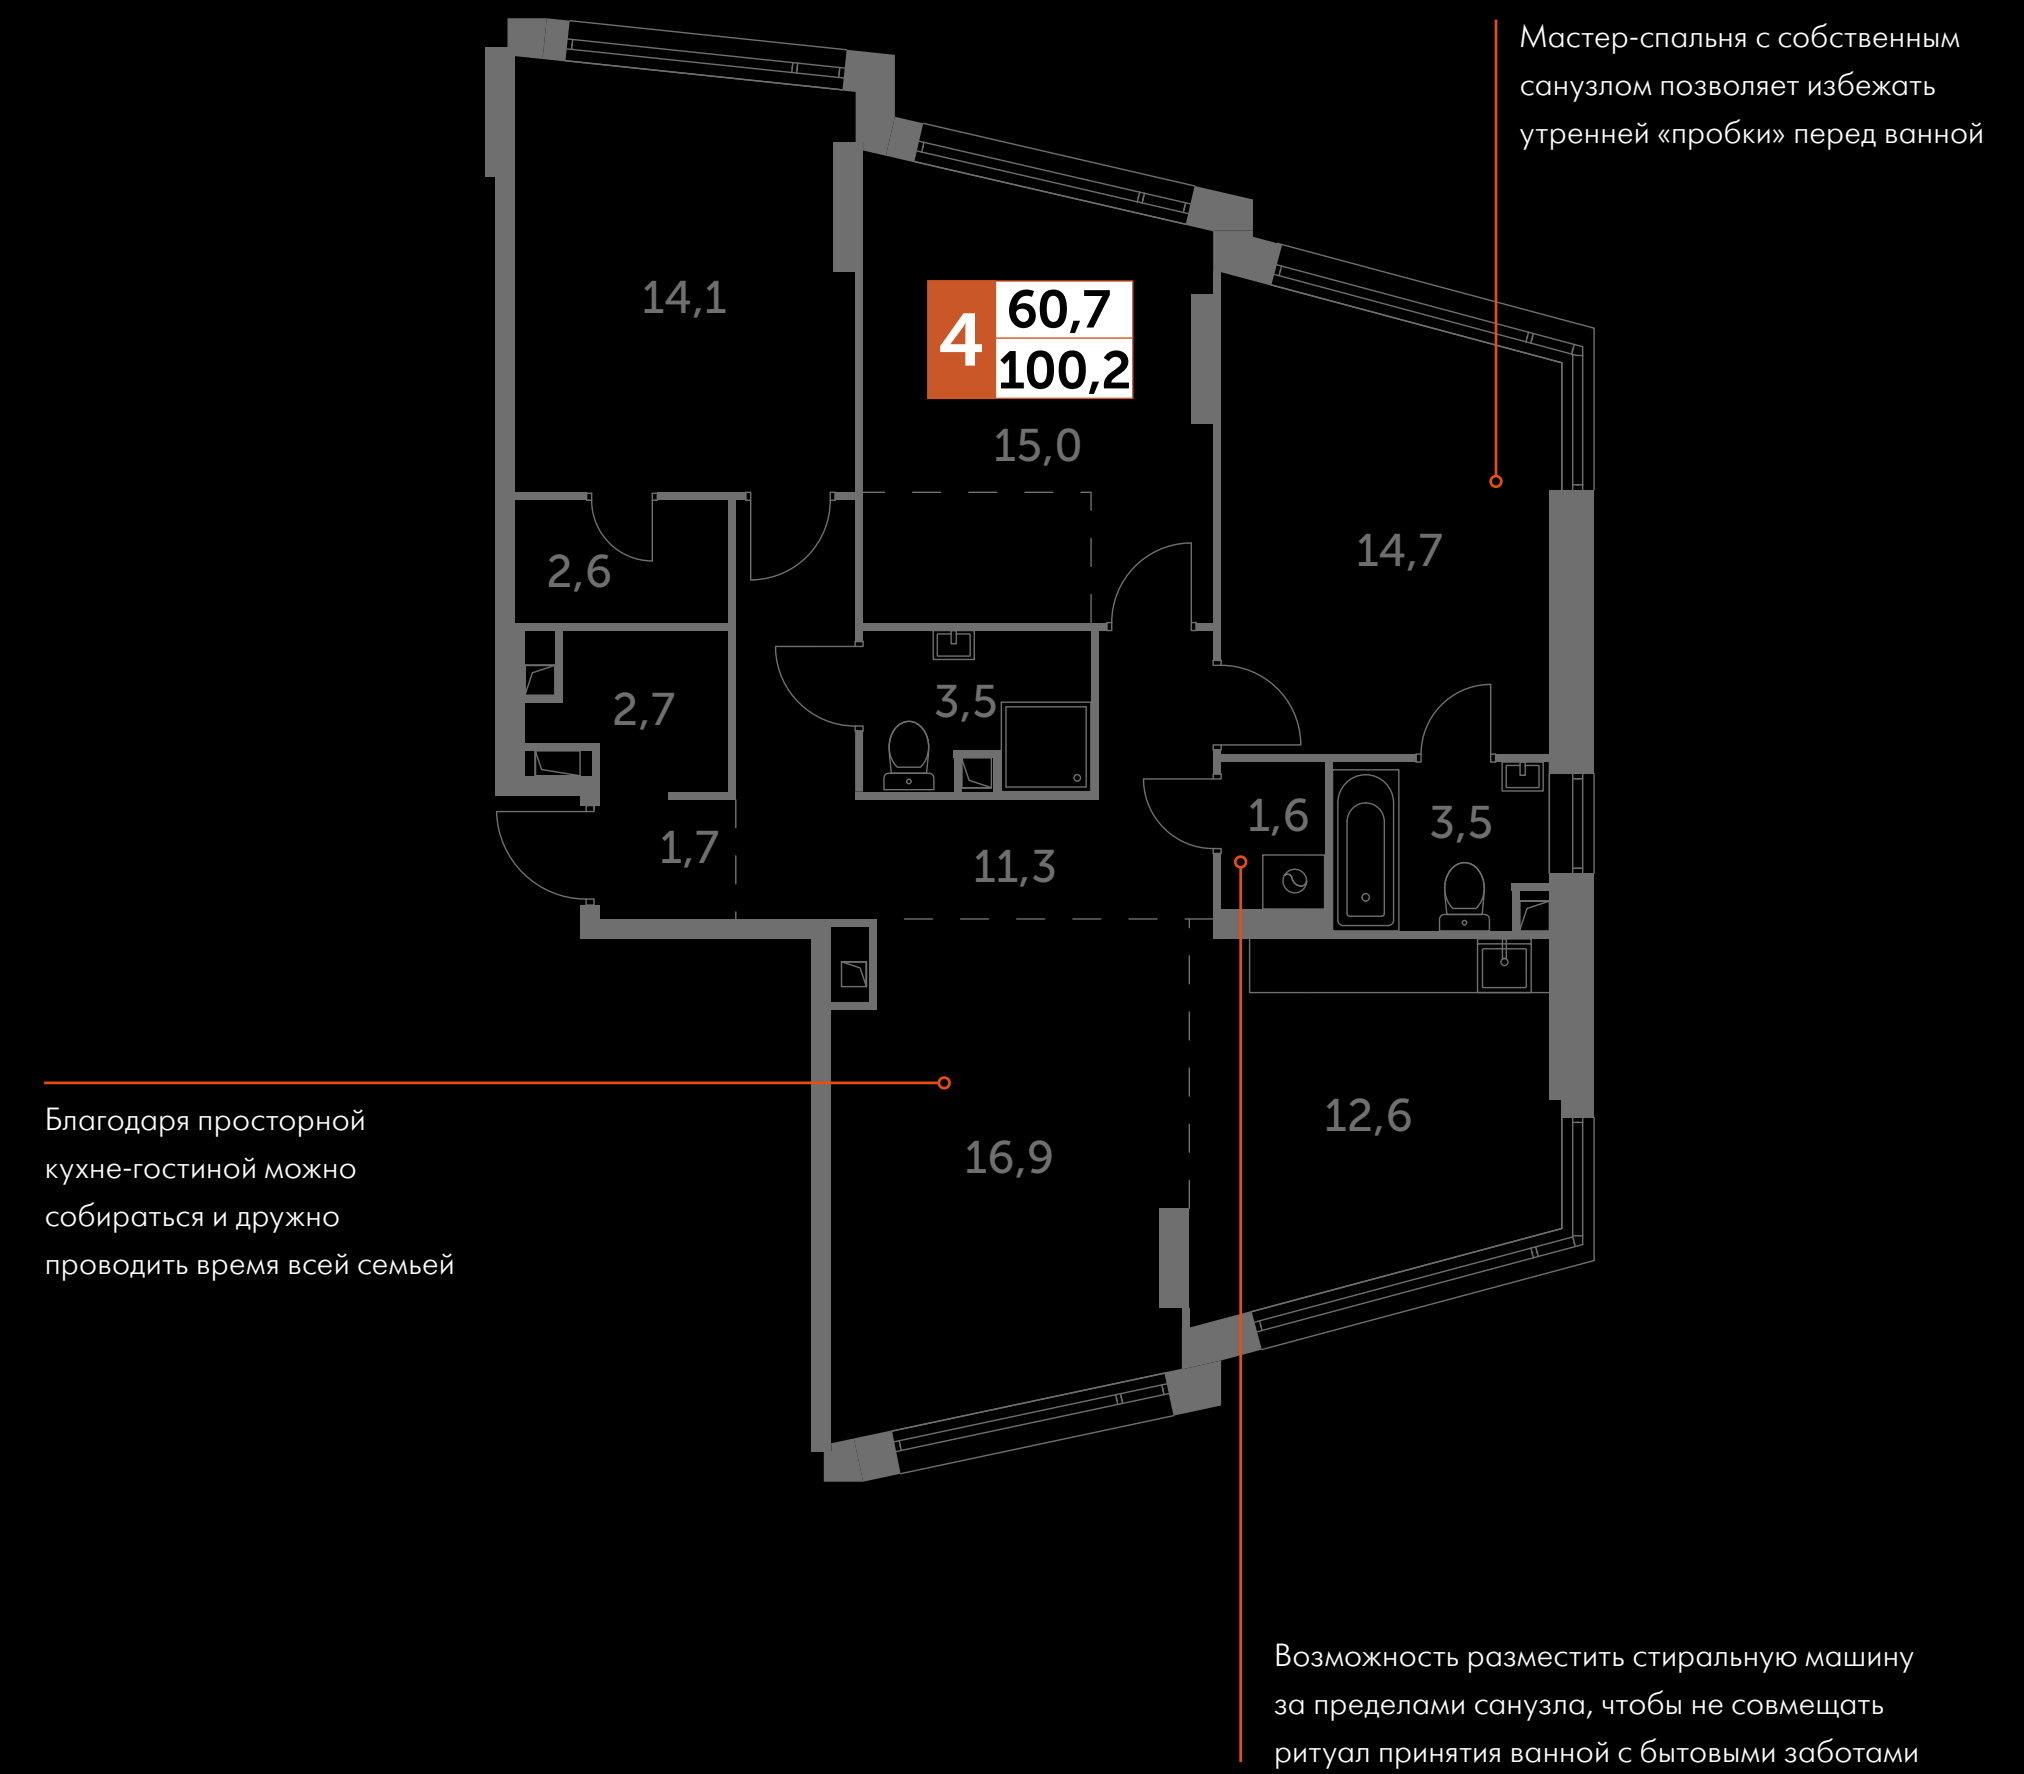 Мастер-спальня с собственным
санузлом позволяет избежать
утренней «пробки» перед ванной
14,1
4
60,7
100,2
15,0
14,7
2,6
2,7
3,5
1,7
11,3
1,6
3,5
Благодаря просторной
кухне-гостиной можно
собираться и дружно
проводить время всей семьей
16,9
12,6
Возможность разместить стиральную машину
за пределами санузла, чтобы не совмещать
ритуал принятия ванной с бытовыми заботами